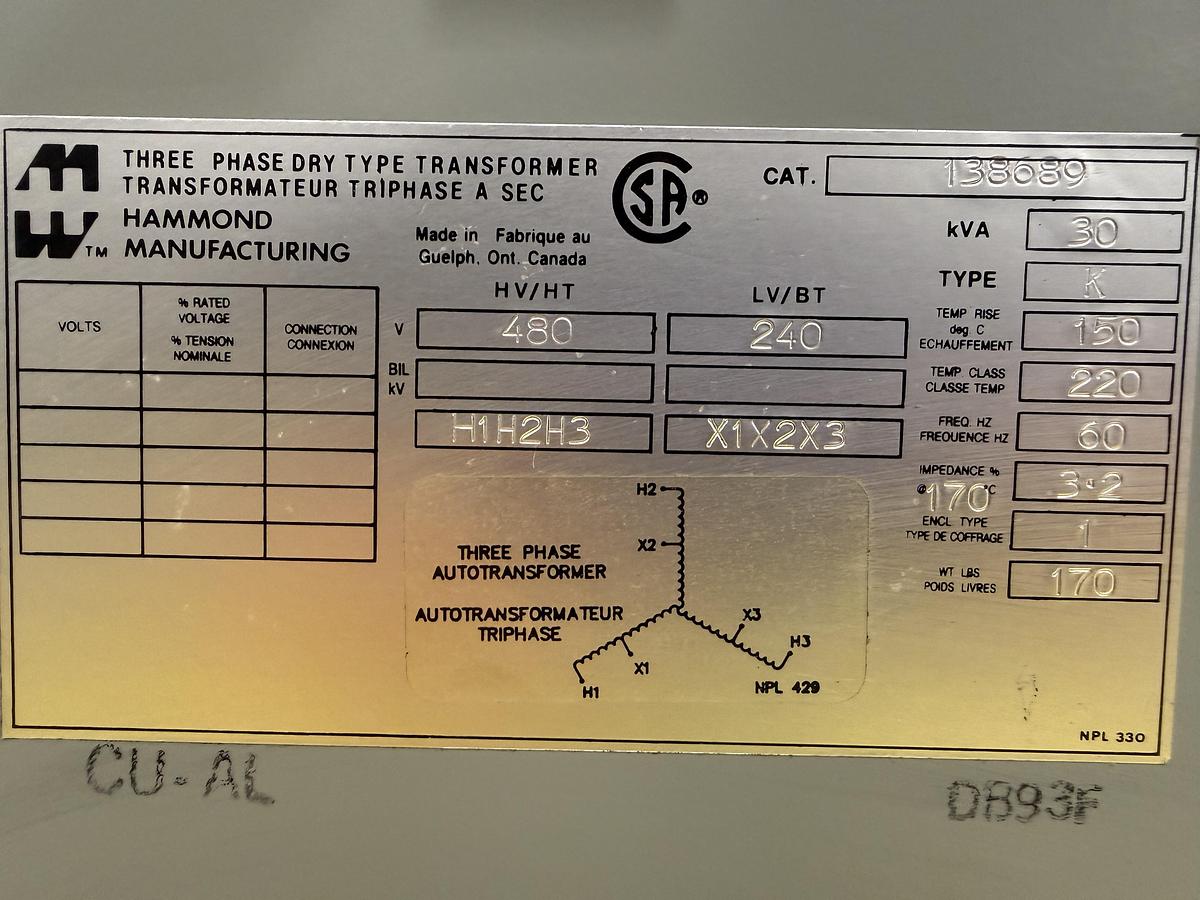 THREE PHASE DRY TYPE TRANSFORMER
TRANSFORMATEUR TRIPHASE A SEC
HAMMOND
TM MANUFACTURING
Made in Fabrique au
Guelph, Ont. Canada
CSA®
CAT. 138689
kVA 30
TYPE K
TEMP RISE
deg. C
ECHAUFFEMENT
150
TEMP. CLASS
CLASSE TEMP
220
FREQ. HZ
FREQUENCE HZ
60
IMPEDANCE %
@170°C
3.2
ENCL TYPE
TYPE DE COFFRAGE
1
WT LBS
POIDS LIVRES
170
VOLTS
% RATED
VOLTAGE
% TENSION
NOMINALE
CONNECTION
CONNEXION
HV/HT LV/BT
V 480 240
BIL
kV
H1H2H3 X1X2X3
THREE PHASE
AUTOTRANSFORMER
AUTOTRANSFORMATEUR
TRIPHASE
H2
X2
X3
H3
X1
H1
NPL 429
NPL 330
CU-AL
DB93F